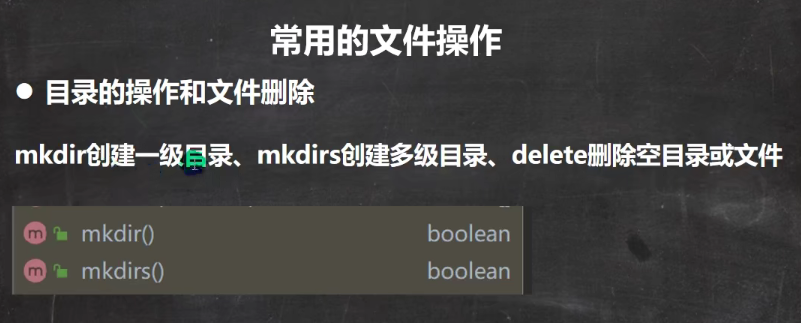 常用的文件操作
● 目录的操作和文件删除
mkdir创建一级目录、mkdirs创建多级目录、delete删除空目录或文件
m mkdir() boolean
m mkdirs() boolean